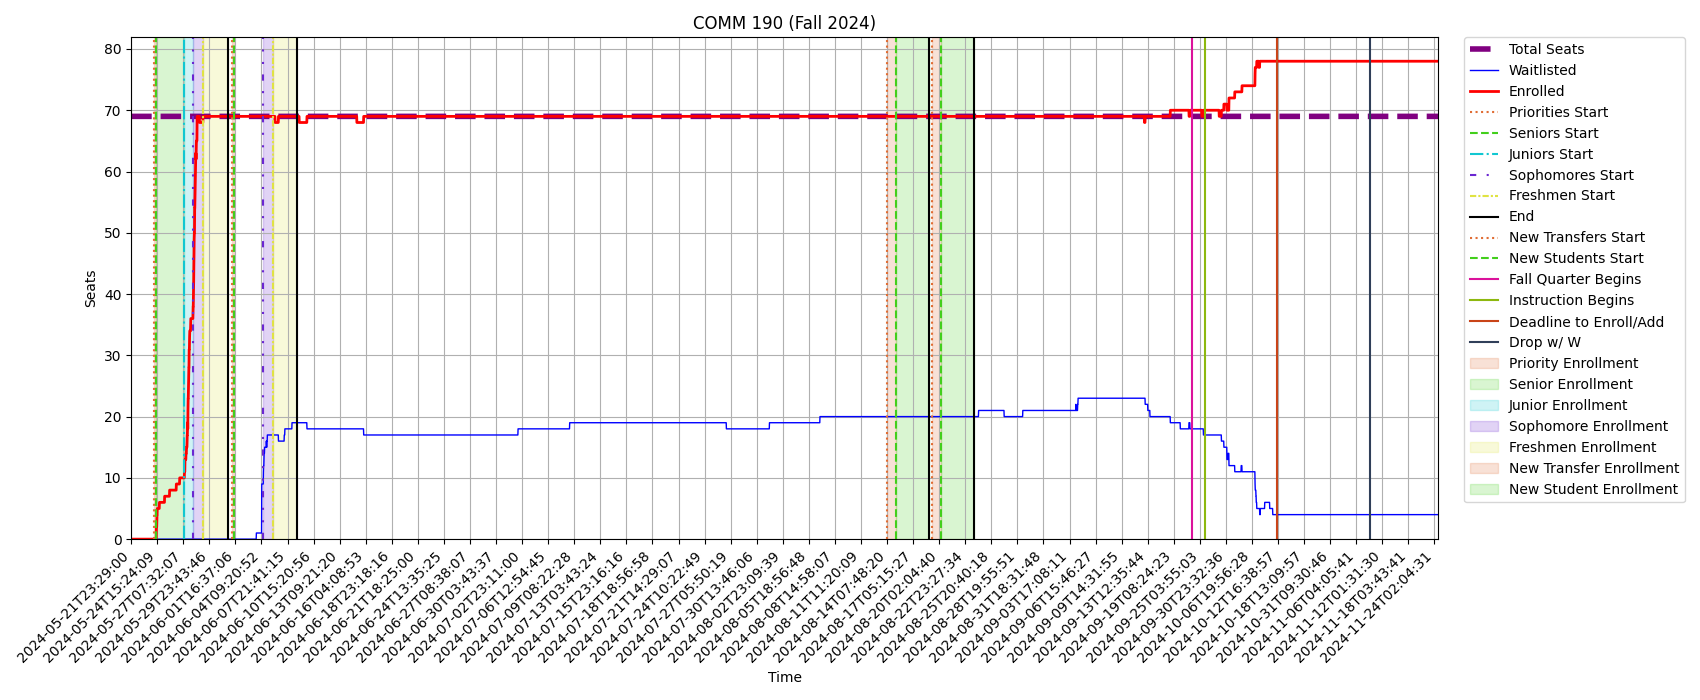 COMM 190 (Fall 2024)
80
70
60
50
40
30
20
10
0
Seats
2024-05-21T23:29:00
2024-05-24T15:24:09
2024-05-27T07:32:07
2024-05-29T23:43:46
2024-06-01T16:37:06
2024-06-04T09:20:52
2024-06-07T21:41:15
2024-06-10T15:20:56
2024-06-13T09:21:20
2024-06-16T04:08:53
2024-06-18T23:18:16
2024-06-21T18:25:00
2024-06-24T13:35:25
2024-06-27T08:38:07
2024-06-30T03:43:37
2024-07-02T23:11:00
2024-07-06T12:54:45
2024-07-09T08:22:28
2024-07-13T03:43:24
2024-07-15T23:16:16
2024-07-18T18:56:58
2024-07-21T14:29:07
2024-07-24T10:22:49
2024-07-27T05:50:19
2024-07-30T13:46:06
2024-08-02T23:09:39
2024-08-05T18:56:48
2024-08-08T14:58:07
2024-08-11T11:20:09
2024-08-14T07:48:20
2024-08-17T05:15:27
2024-08-20T02:04:40
2024-08-22T23:27:34
2024-08-25T20:40:18
2024-08-28T19:55:51
2024-08-31T18:31:48
2024-09-03T17:08:11
2024-09-06T15:46:27
2024-09-09T14:31:55
2024-09-13T12:35:44
2024-09-19T08:24:23
2024-09-25T03:55:03
2024-09-30T23:32:36
2024-10-06T19:56:28
2024-10-12T16:38:57
2024-10-18T13:09:57
2024-10-31T09:30:46
2024-11-06T04:05:41
2024-11-12T01:31:30
2024-11-18T03:43:41
2024-11-24T02:04:31
Time
Total Seats
Waitlisted
Enrolled
Priorities Start
Seniors Start
Juniors Start
Sophomores Start
Freshmen Start
End
New Transfers Start
New Students Start
Fall Quarter Begins
Instruction Begins
Deadline to Enroll/Add
Drop w/ W
Priority Enrollment
Senior Enrollment
Junior Enrollment
Sophomore Enrollment
Freshmen Enrollment
New Transfer Enrollment
New Student Enrollment